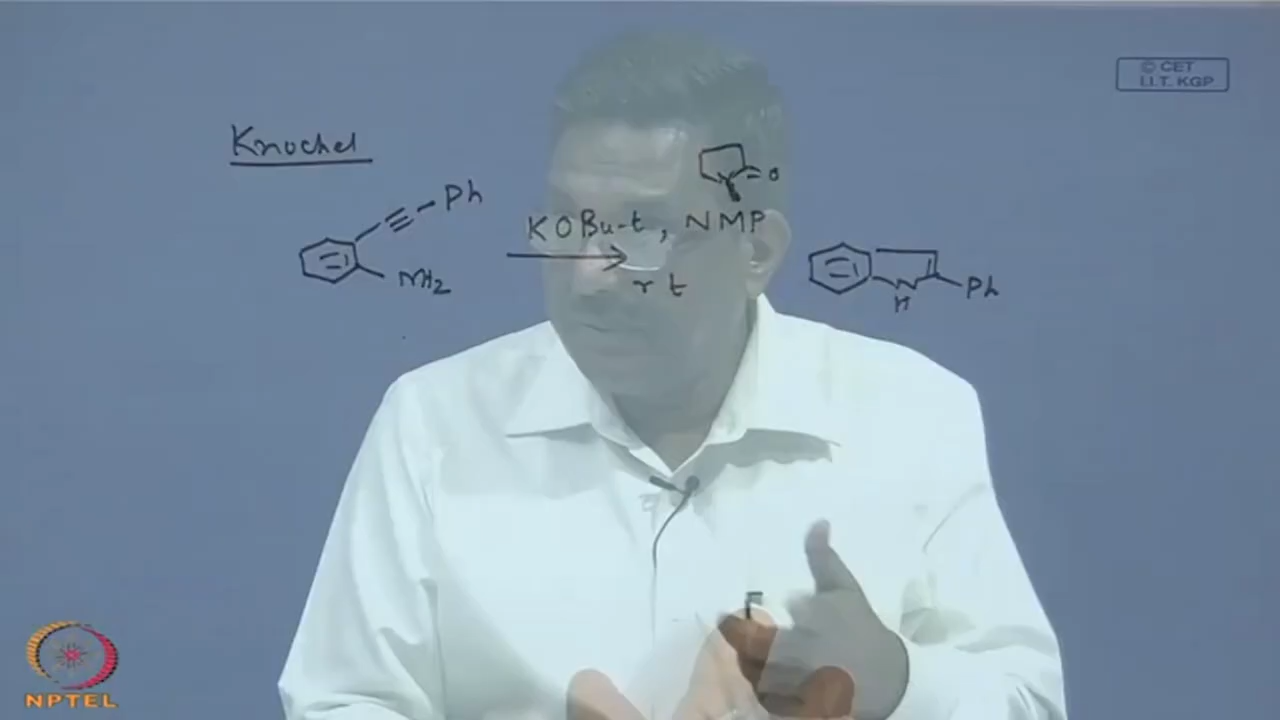 © CET
I.I.T. KGP
Knochel
Ph
NH2
KOBu-t, NMP
rt
O
N
N
H
Ph
NPTEL